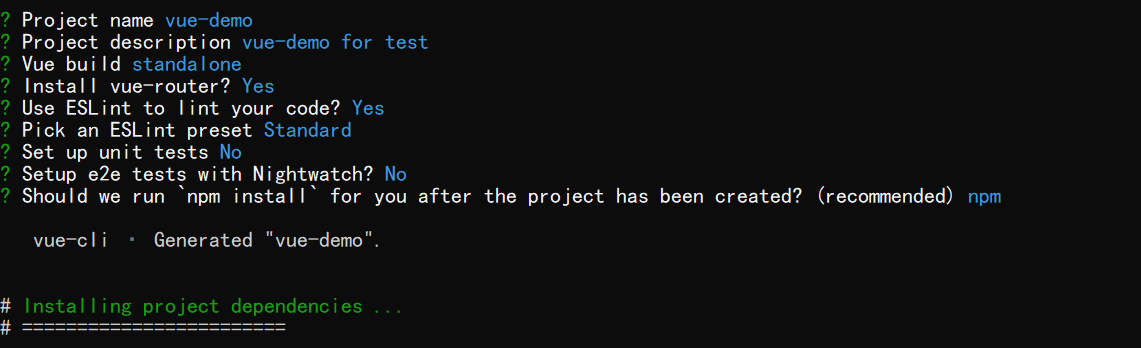 ? Project name vue-demo
? Project description vue-demo for test
? Vue build standalone
? Install vue-router? Yes
? Use ESLint to lint your code? Yes
? Pick an ESLint preset Standard
? Set up unit tests No
? Setup e2e tests with Nightwatch? No
? Should we run `npm install` for you after the project has been created? (recommended) npm
vue-cli · Generated "vue-demo".
# Installing project dependencies ...
# ========================